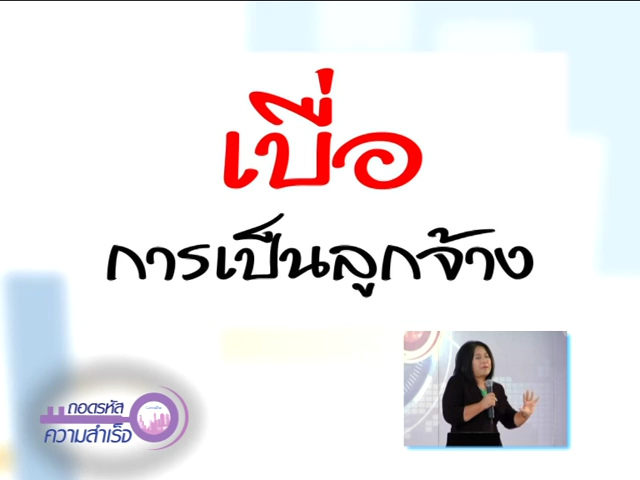 เบื่อ
การเป็นลูกจ้าง
ถอดรหัส
ความสำเร็จ